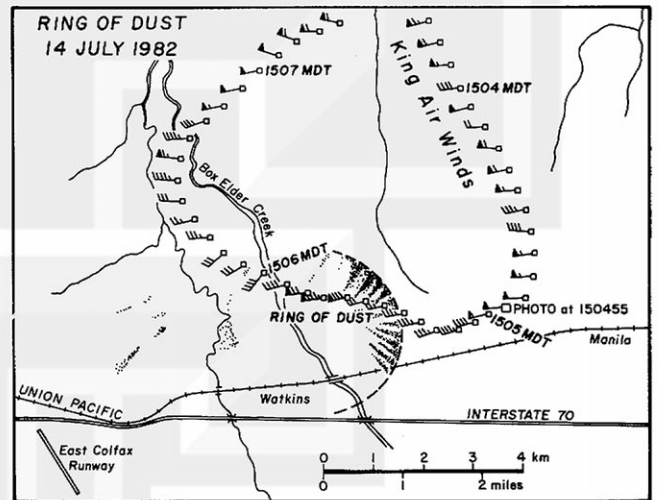 RING OF DUST
14 JULY 1982
1507 MDT
1504 MDT
King Air Winds
Box Elder Creek
1506 MDT
RING OF DUST
PHOTO at 150455
1505 MDT
Manila
UNION PACIFIC
Watkins
INTERSTATE 70
East Colfax
Runway
0 1 2 3 4 km
0 1 2 miles